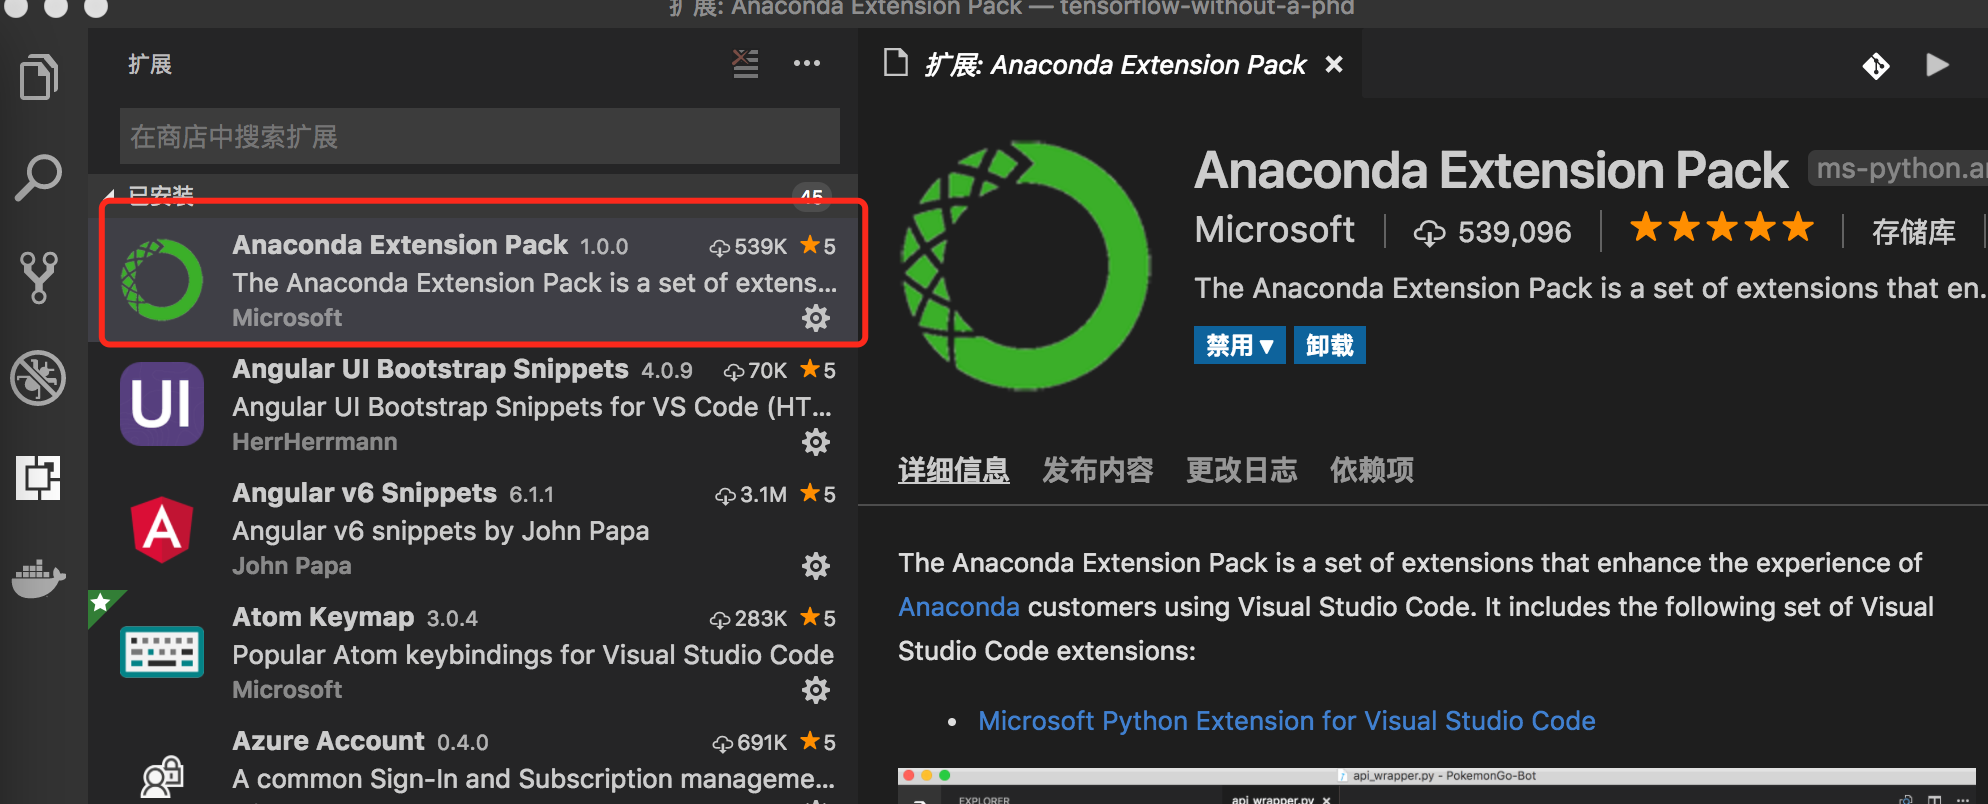 扩展: Anaconda Extension Pack — tensorflow-without-a-phd
扩展
在商店中搜索扩展
已安装 45
Anaconda Extension Pack 1.0.0 539K 5
The Anaconda Extension Pack is a set of extens...
Microsoft
UI
Angular UI Bootstrap Snippets 4.0.9 70K 5
Angular UI Bootstrap Snippets for VS Code (HT...
HerrHerrmann
A
Angular v6 Snippets 6.1.1 3.1M 5
Angular v6 snippets by John Papa
John Papa
Atom Keymap 3.0.4 283K 5
Popular Atom keybindings for Visual Studio Code
Microsoft
Azure Account 0.4.0 691K 5
A common Sign-In and Subscription manageme...
扩展: Anaconda Extension Pack
Anaconda Extension Pack ms-python.an
Microsoft 539,096 存储库
The Anaconda Extension Pack is a set of extensions that en...
禁用 卸载
详细信息 发布内容 更改日志 依赖项
The Anaconda Extension Pack is a set of extensions that enhance the experience of
Anaconda customers using Visual Studio Code. It includes the following set of Visual
Studio Code extensions:
• Microsoft Python Extension for Visual Studio Code
api_wrapper.py - PokemonGo-Bot
EXPLORER api_wrapper.py